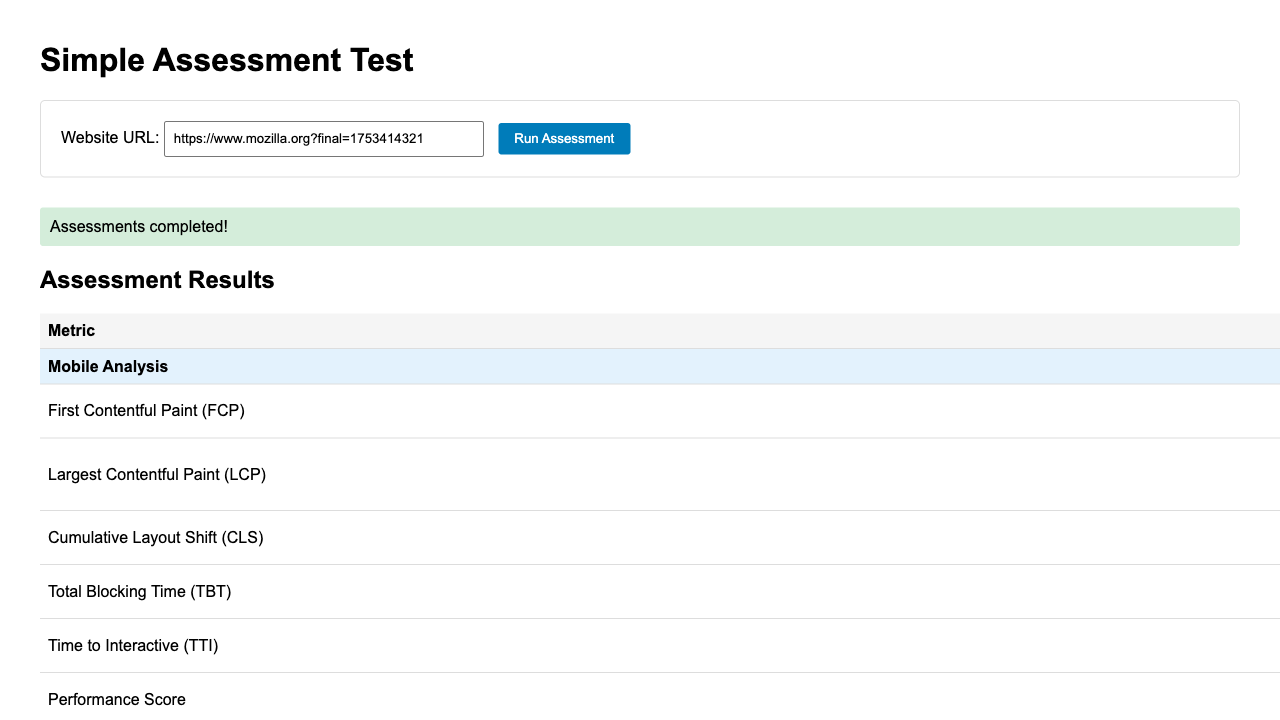 Simple Assessment Test
Website URL: https://www.mozilla.org?final=1753414321 Run Assessment
Assessments completed!
Assessment Results
Metric
Mobile Analysis
First Contentful Paint (FCP)
Largest Contentful Paint (LCP)
Cumulative Layout Shift (CLS)
Total Blocking Time (TBT)
Time to Interactive (TTI)
Performance Score